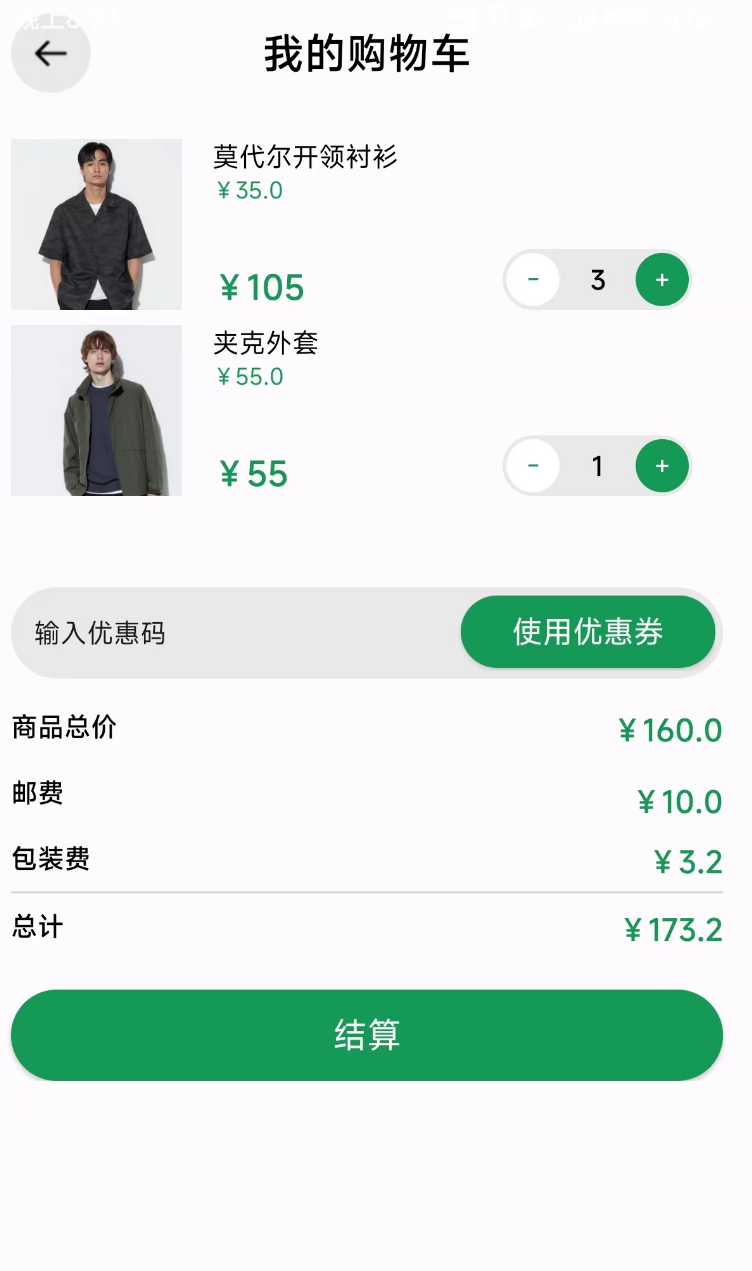 我的购物车
莫代尔开领衬衫
¥35.0
¥105
- 3 +
夹克外套
¥55.0
¥55
- 1 +
输入优惠码 使用优惠券
商品总价 ¥160.0
邮费 ¥10.0
包装费 ¥3.2
总计 ¥173.2
结算